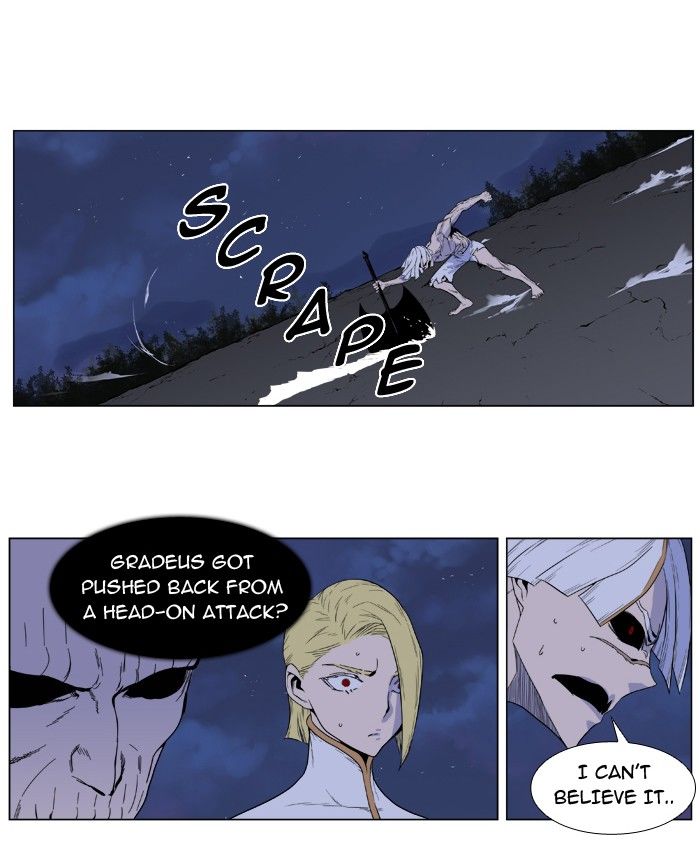 SCRAPE
GRADEUS GOT
PUSHED BACK FROM
A HEAD-ON ATTACK?
I CAN'T
BELIEVE IT..